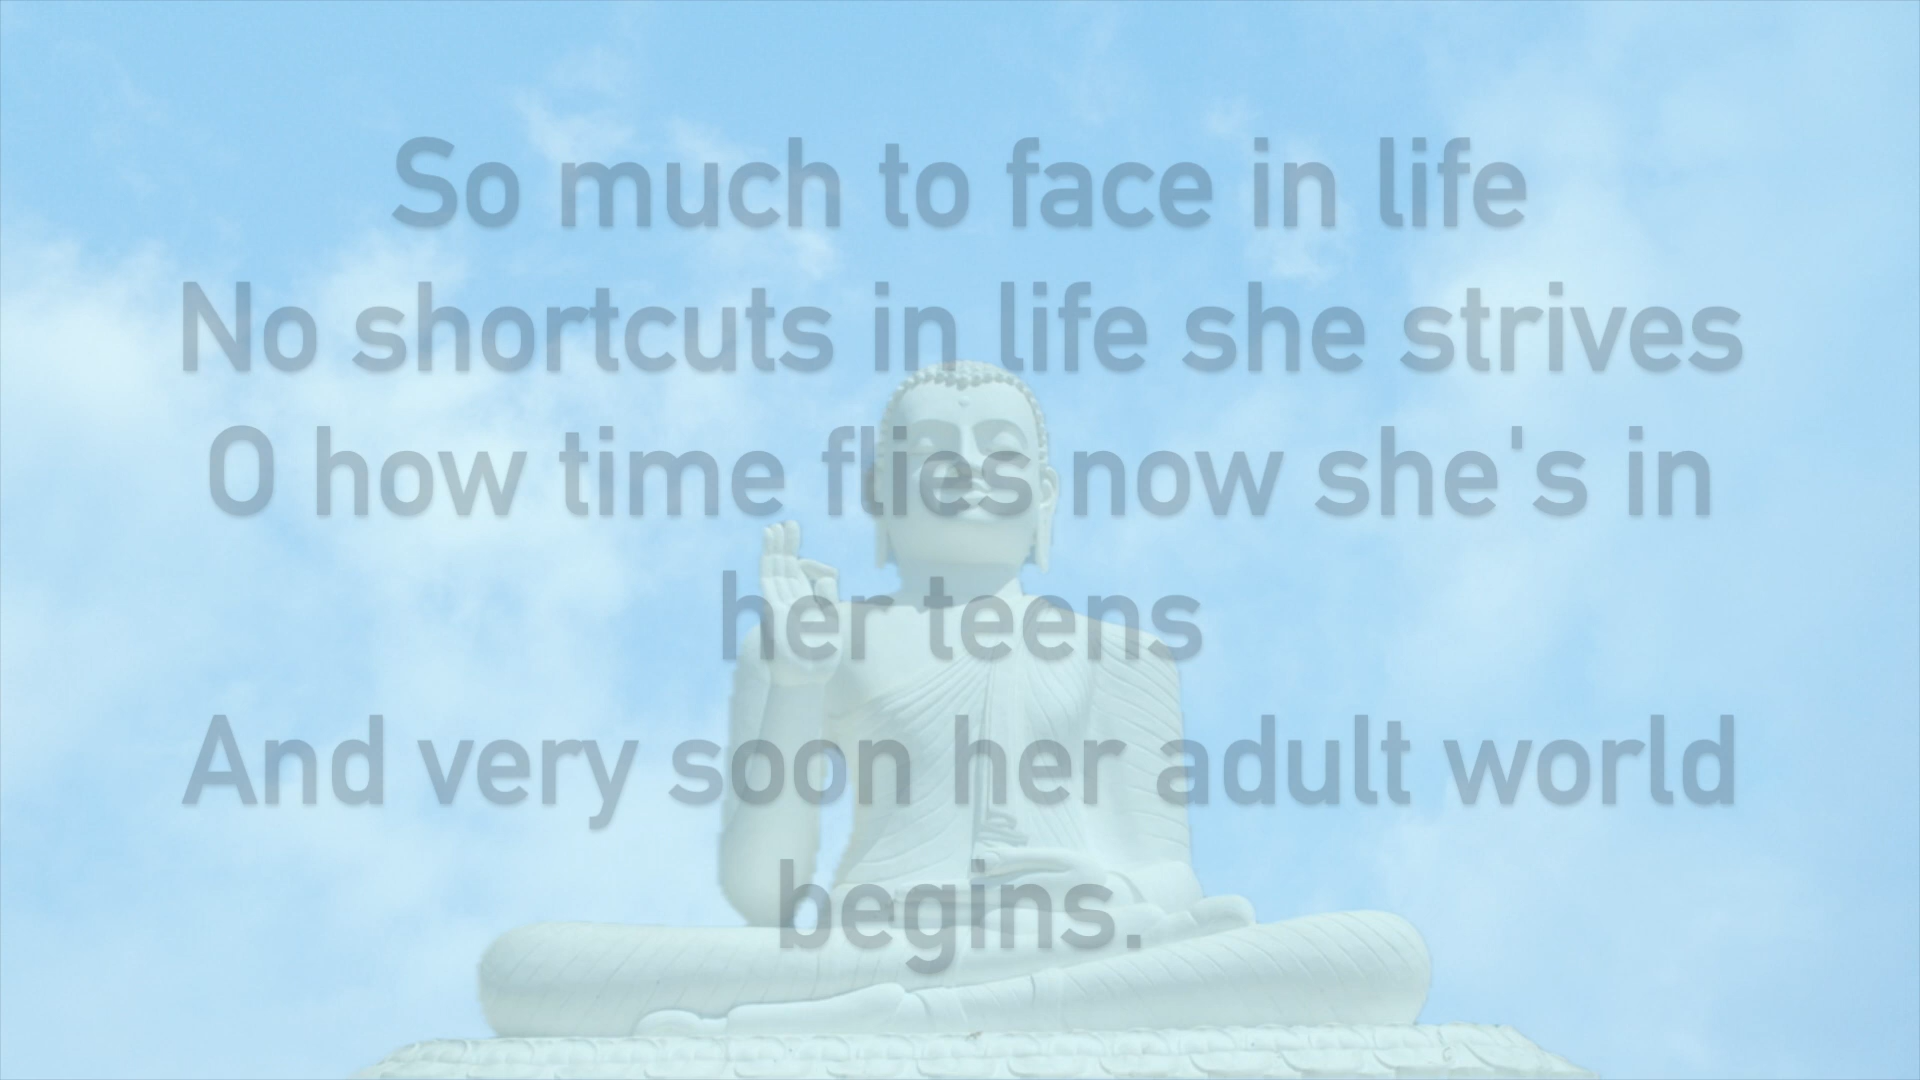 So much to face in life
No shortcuts in life she strives
O how time flies now she's in
her teens
And very soon her adult world
begins.